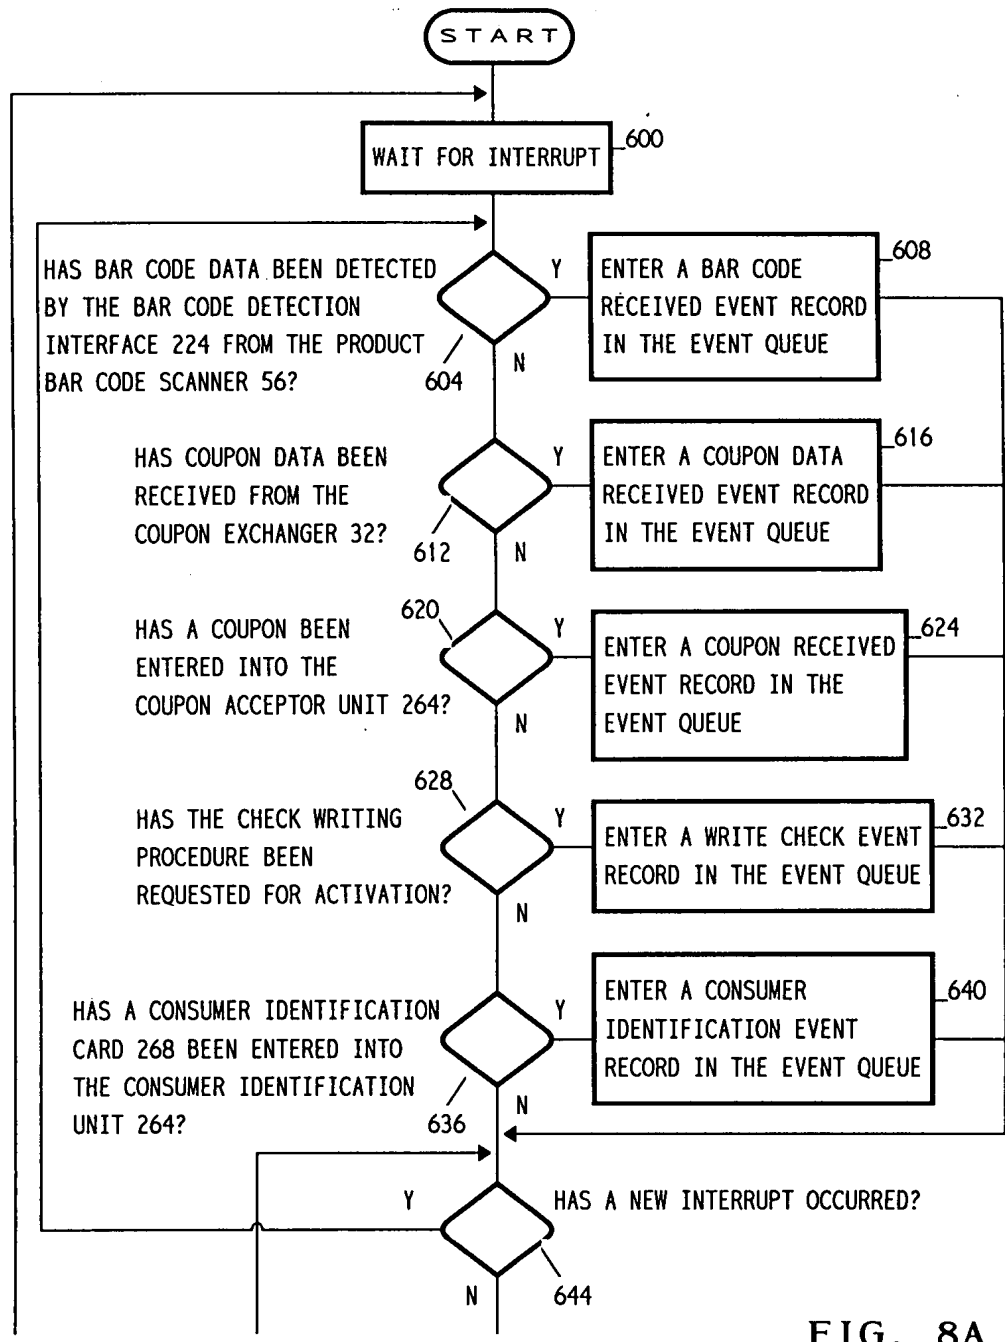 START
WAIT FOR INTERRUPT
600
HAS BAR CODE DATA BEEN DETECTED
BY THE BAR CODE DETECTION
INTERFACE 224 FROM THE PRODUCT
BAR CODE SCANNER 56?
604
Y
N
ENTER A BAR CODE
RECEIVED EVENT RECORD
IN THE EVENT QUEUE
608
HAS COUPON DATA BEEN
RECEIVED FROM THE
COUPON EXCHANGER 32?
612
Y
N
ENTER A COUPON DATA
RECEIVED EVENT RECORD
IN THE EVENT QUEUE
616
HAS A COUPON BEEN
ENTERED INTO THE
COUPON ACCEPTOR UNIT 264?
620
Y
N
ENTER A COUPON RECEIVED
EVENT RECORD IN THE
EVENT QUEUE
624
HAS THE CHECK WRITING
PROCEDURE BEEN
REQUESTED FOR ACTIVATION?
628
Y
N
ENTER A WRITE CHECK EVENT
RECORD IN THE EVENT QUEUE
632
HAS A CONSUMER IDENTIFICATION
CARD 268 BEEN ENTERED INTO
THE CONSUMER IDENTIFICATION
UNIT 264?
636
Y
N
ENTER A CONSUMER
IDENTIFICATION EVENT
RECORD IN THE EVENT QUEUE
640
Y
HAS A NEW INTERRUPT OCCURRED?
644
N
FIG. 8A